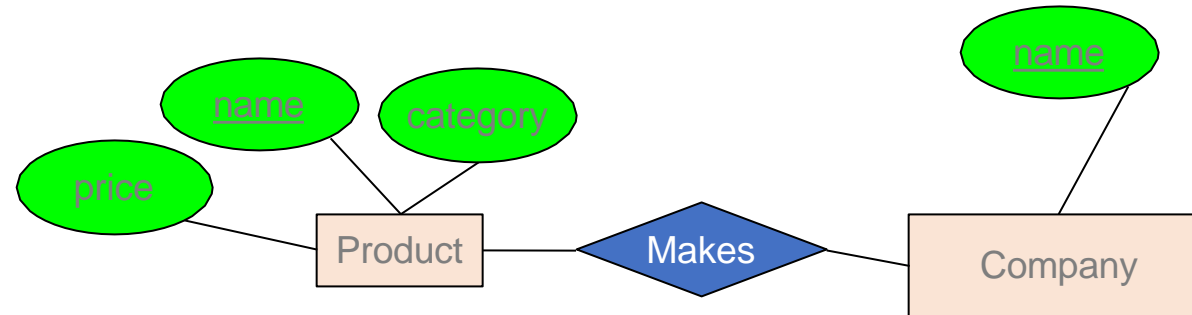 name
name
category
price
Product
Makes
Company